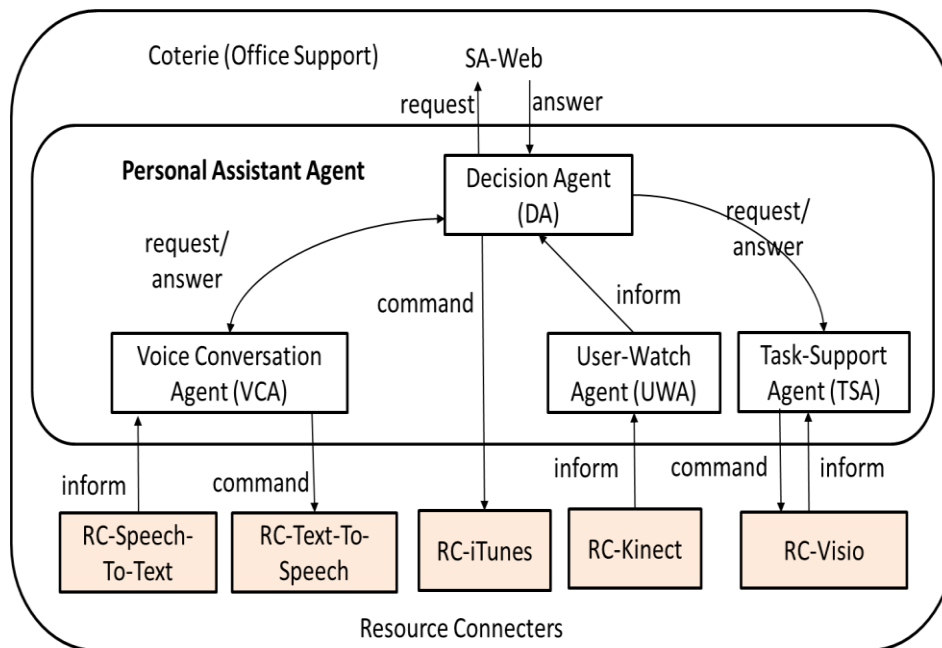 Coterie (Office Support)
SA-Web
request
answer
Personal Assistant Agent
Decision Agent
(DA)
request/
answer
request/
answer
command
inform
Voice Conversation
Agent (VCA)
User-Watch
Agent (UWA)
Task-Support
Agent (TSA)
inform
command
inform
command
inform
RC-Speech-
To-Text
RC-Text-To-
Speech
RC-iTunes
RC-Kinect
RC-Visio
Resource Connecters